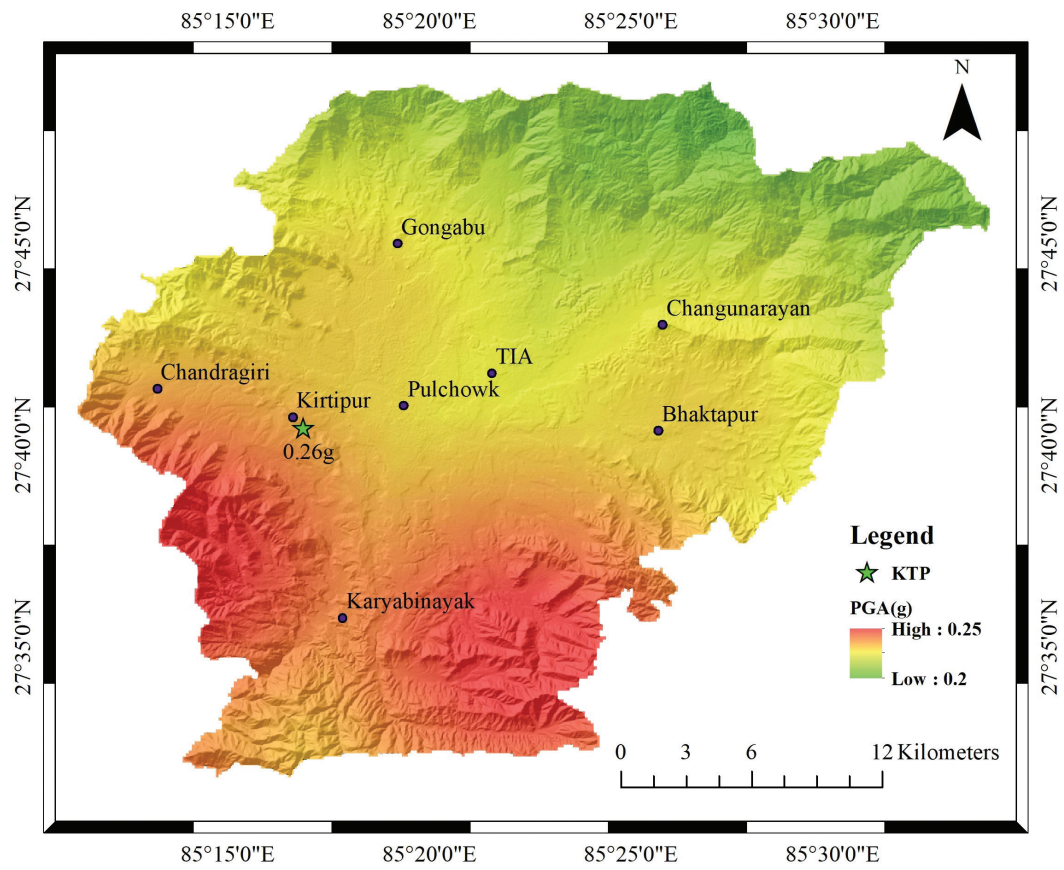 85°15'0"E 85°20'0"E 85°25'0"E 85°30'0"E
N
27°45'0"N
27°45'0"N
Gongabu
Changunarayan
TIA
Chandragiri
Kirtipur
Pulchowk
Bhaktapur
27°40'0"N
27°40'0"N
0.26g
Legend
KTP
PGA(g)
High : 0.25
Low : 0.2
Karyabinayak
27°35'0"N
27°35'0"N
0 3 6 12 Kilometers
85°15'0"E 85°20'0"E 85°25'0"E 85°30'0"E